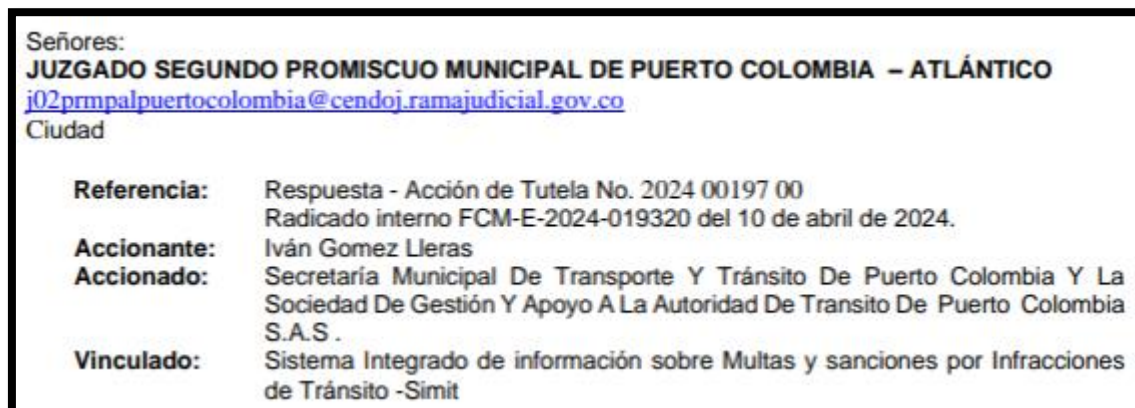 Señores:
JUZGADO SEGUNDO PROMISCUO MUNICIPAL DE PUERTO COLOMBIA – ATLÁNTICO
j02prmpalpuertocolombia@cendoj.ramajudicial.gov.co
Ciudad
Referencia: Respuesta - Acción de Tutela No. 2024 00197 00
Radicado interno FCM-E-2024-019320 del 10 de abril de 2024.
Accionante: Iván Gomez Lleras
Accionado: Secretaría Municipal De Transporte Y Tránsito De Puerto Colombia Y La
Sociedad De Gestión Y Apoyo A La Autoridad De Transito De Puerto Colombia
S.A.S .
Vinculado: Sistema Integrado de información sobre Multas y sanciones por Infracciones
de Tránsito -Simit